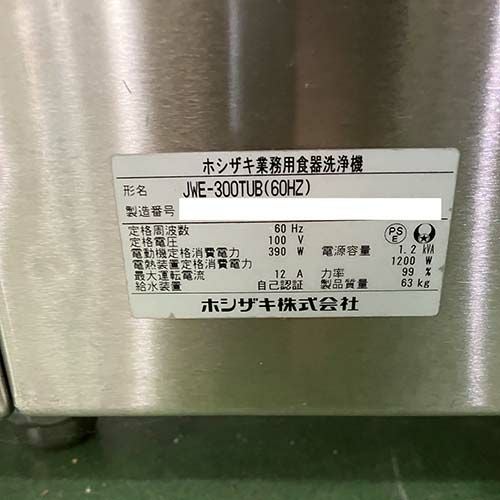 ホシザキ業務用食器洗浄機
形名 JWE-300TUB(60HZ)
製造番号
定格周波数 60 Hz
定格電圧 100 V 電源容量 1.2 kVA
電動機定格消費電力 390 W
電熱装置定格消費電力 1200 W
最大運転電流 12 A 力率 99 %
給水装置 自己認証 製品質量 63 kg
ホシザキ株式会社
PS
E